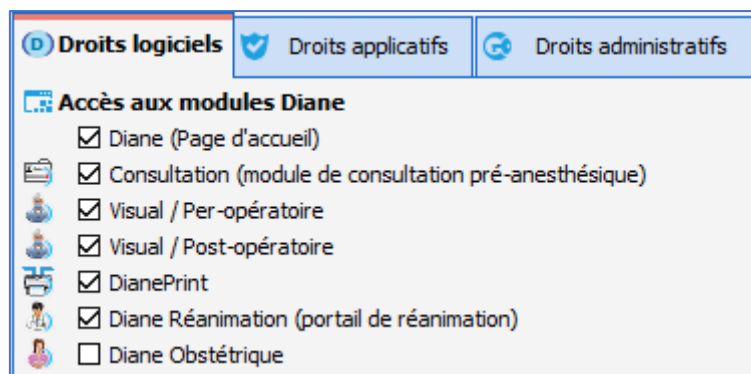 Droits logiciels Droits applicatifs Droits administratifs
Accès aux modules Diane
Diane (Page d'accueil)
Consultation (module de consultation pré-anesthésique)
Visual / Per-opératoire
Visual / Post-opératoire
DianePrint
Diane Réanimation (portail de réanimation)
Diane Obstétrique